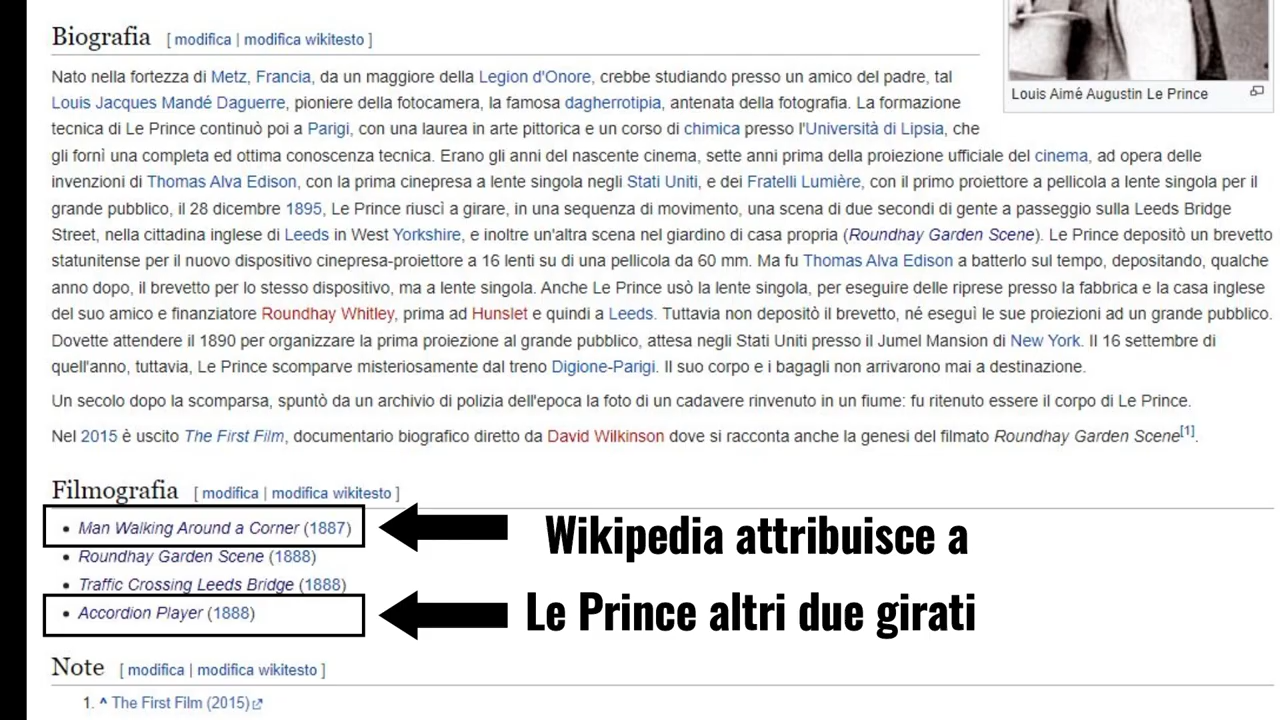 Biografia [ modifica | modifica wikitesto ]
Louis Aimé Augustin Le Prince
Nato nella fortezza di Metz, Francia, da un maggiore della Legion d'Onore, crebbe studiando presso un amico del padre, tal
Louis Jacques Mandé Daguerre, pioniere della fotocamera, la famosa dagherrotipia, antenata della fotografia. La formazione
tecnica di Le Prince continuò poi a Parigi, con una laurea in arte pittorica e un corso di chimica presso l'Università di Lipsia, che
gli fornì una completa ed ottima conoscenza tecnica. Erano gli anni del nascente cinema, sette anni prima della proiezione ufficiale del cinema, ad opera delle
invenzioni di Thomas Alva Edison, con la prima cinepresa a lente singola negli Stati Uniti, e dei Fratelli Lumière, con il primo proiettore a pellicola a lente singola per il
grande pubblico, il 28 dicembre 1895, Le Prince riuscì a girare, in una sequenza di movimento, una scena di due secondi di gente a passeggio sulla Leeds Bridge
Street, nella cittadina inglese di Leeds in West Yorkshire, e inoltre un'altra scena nel giardino di casa propria (Roundhay Garden Scene). Le Prince depositò un brevetto
statunitense per il nuovo dispositivo cinepresa-proiettore a 16 lenti su di una pellicola da 60 mm. Ma fu Thomas Alva Edison a batterlo sul tempo, depositando, qualche
anno dopo, il brevetto per lo stesso dispositivo, ma a lente singola. Anche Le Prince usò la lente singola, per eseguire delle riprese presso la fabbrica e la casa inglese
del suo amico e finanziatore Roundhay Whitley, prima ad Hunslet e quindi a Leeds. Tuttavia non depositò il brevetto, né eseguì le sue proiezioni ad un grande pubblico.
Dovette attendere il 1890 per organizzare la prima proiezione al grande pubblico, attesa negli Stati Uniti presso il Jumel Mansion di New York. Il 16 settembre di
quell'anno, tuttavia, Le Prince scomparve misteriosamente dal treno Digione-Parigi. Il suo corpo e i bagagli non arrivarono mai a destinazione.
Un secolo dopo la scomparsa, spuntò da un archivio di polizia dell'epoca la foto di un cadavere rinvenuto in un fiume: fu ritenuto essere il corpo di Le Prince.
Nel 2015 è uscito The First Film, documentario biografico diretto da David Wilkinson dove si racconta anche la genesi del filmato Roundhay Garden Scene[1].
Filmografia [ modifica | modifica wikitesto ]
• Man Walking Around a Corner (1887)
• Roundhay Garden Scene (1888)
• Traffic Crossing Leeds Bridge (1888)
• Accordion Player (1888)
Wikipedia attribuisce a
Le Prince altri due girati
Note [ modifica | modifica wikitesto ]
1. ^ The First Film (2015)